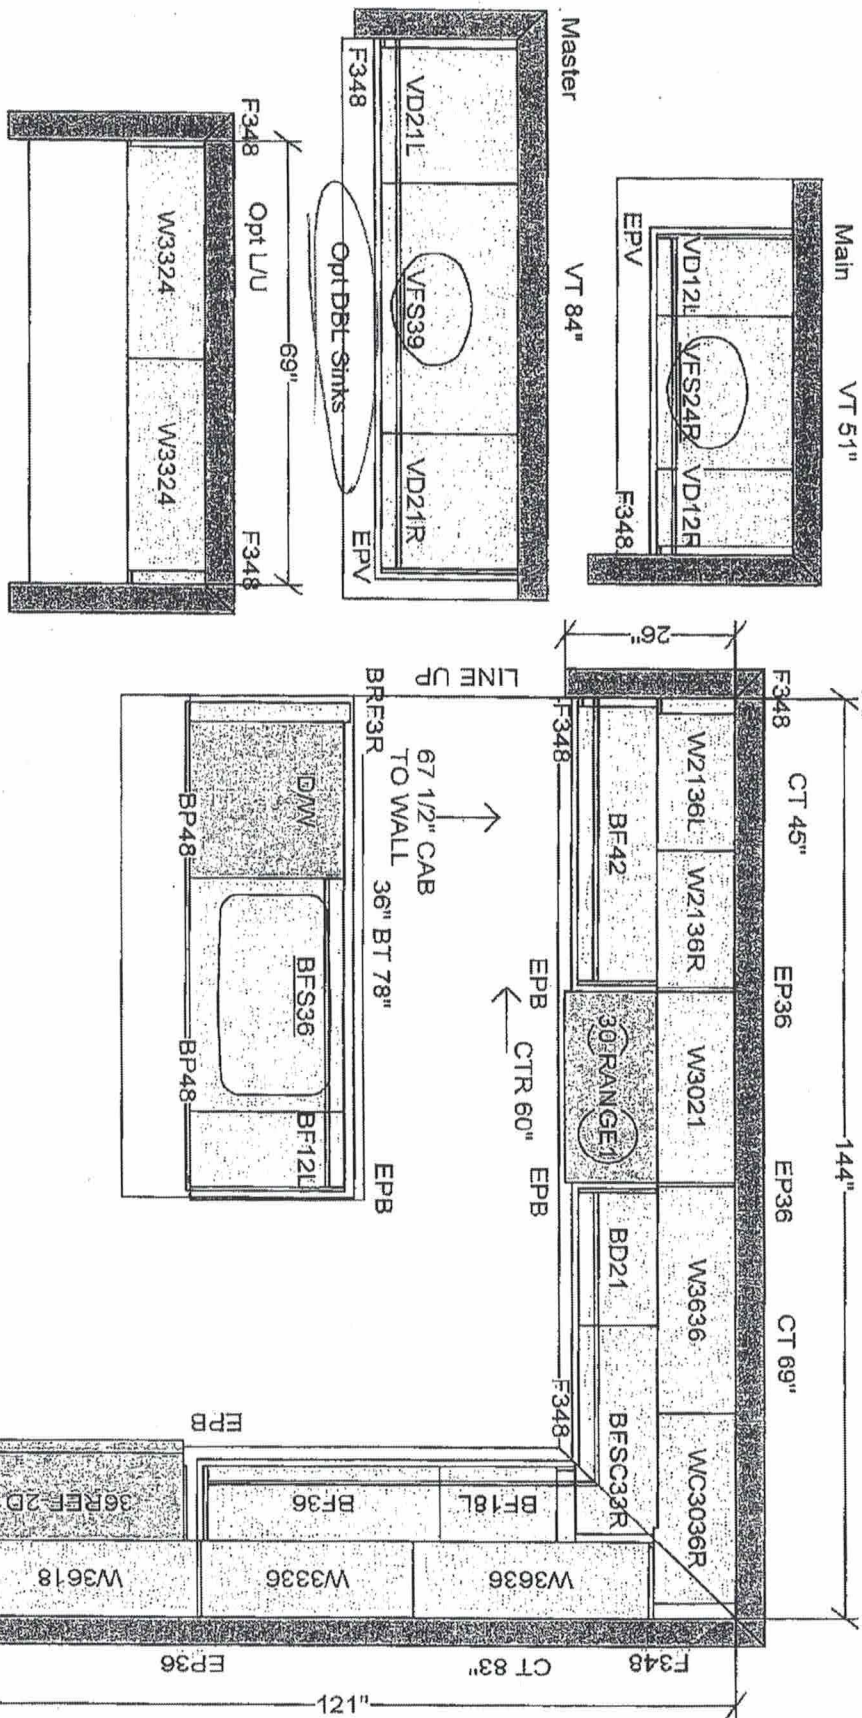 Main
VT 51"
EPV
VD12L
VFS24R
VD12R
F348
Master
VT 84"
F348
VD21L
VFS39
VD21R
EPV
Opt DBL Sinks
F348
Opt L/U
69"
F348
W3324
W3324
144"
26"
F348
CT 45"
EP36
EP36
CT 69"
W2136L
W2136R
W3021
W3636
WC3036R
F348
BF42
EPB
30 RANGE1
EPB
BD21
BFSC33R
F348
LINE UP
67 1/2" CAB
TO WALL
CTR 60"
BRF3R
36" BT 78"
EPB
D/W
BFS36
BF12L
BP48
BP48
EPB
36REF 2D
BF36
BF18L
W3618
W3336
W3636
EP36
CT 83"
F348
121"